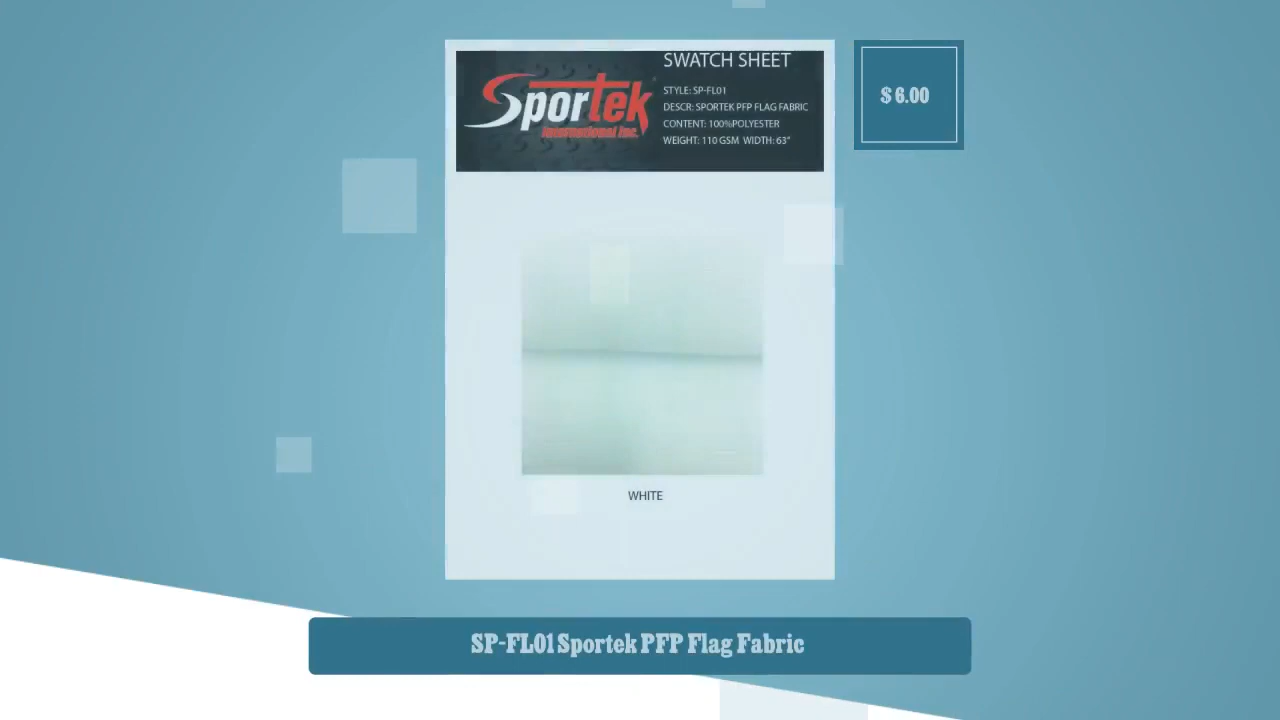 SWATCH SHEET
Sportek
International Inc.
STYLE: SP-FL01
DESCR: SPORTEK PFP FLAG FABRIC
CONTENT: 100%POLYESTER
WEIGHT: 110 GSM WIDTH: 63"
$ 6.00
WHITE
SP-FL01 Sportek PFP Flag Fabric